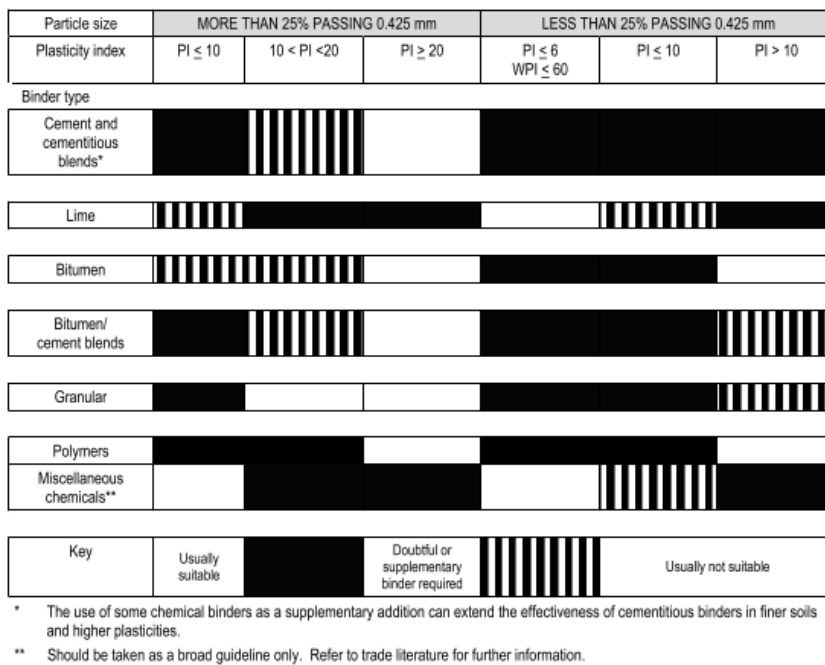 Particle size MORE THAN 25% PASSING 0.425 mm LESS THAN 25% PASSING 0.425 mm
Plasticity index PI ≤ 10 10 < PI <20 PI ≥ 20 PI ≤ 6 PI ≤ 10 PI > 10
WPI ≤ 60
Binder type
Cement and
cementitious
blends*
Lime
Bitumen
Bitumen/
cement blends
Granular
Polymers
Miscellaneous
chemicals**
Key
Usually
suitable
Doubtful or
supplementary
binder required
Usually not suitable
* The use of some chemical binders as a supplementary addition can extend the effectiveness of cementitious binders in finer soils
and higher plasticities.
** Should be taken as a broad guideline only. Refer to trade literature for further information.